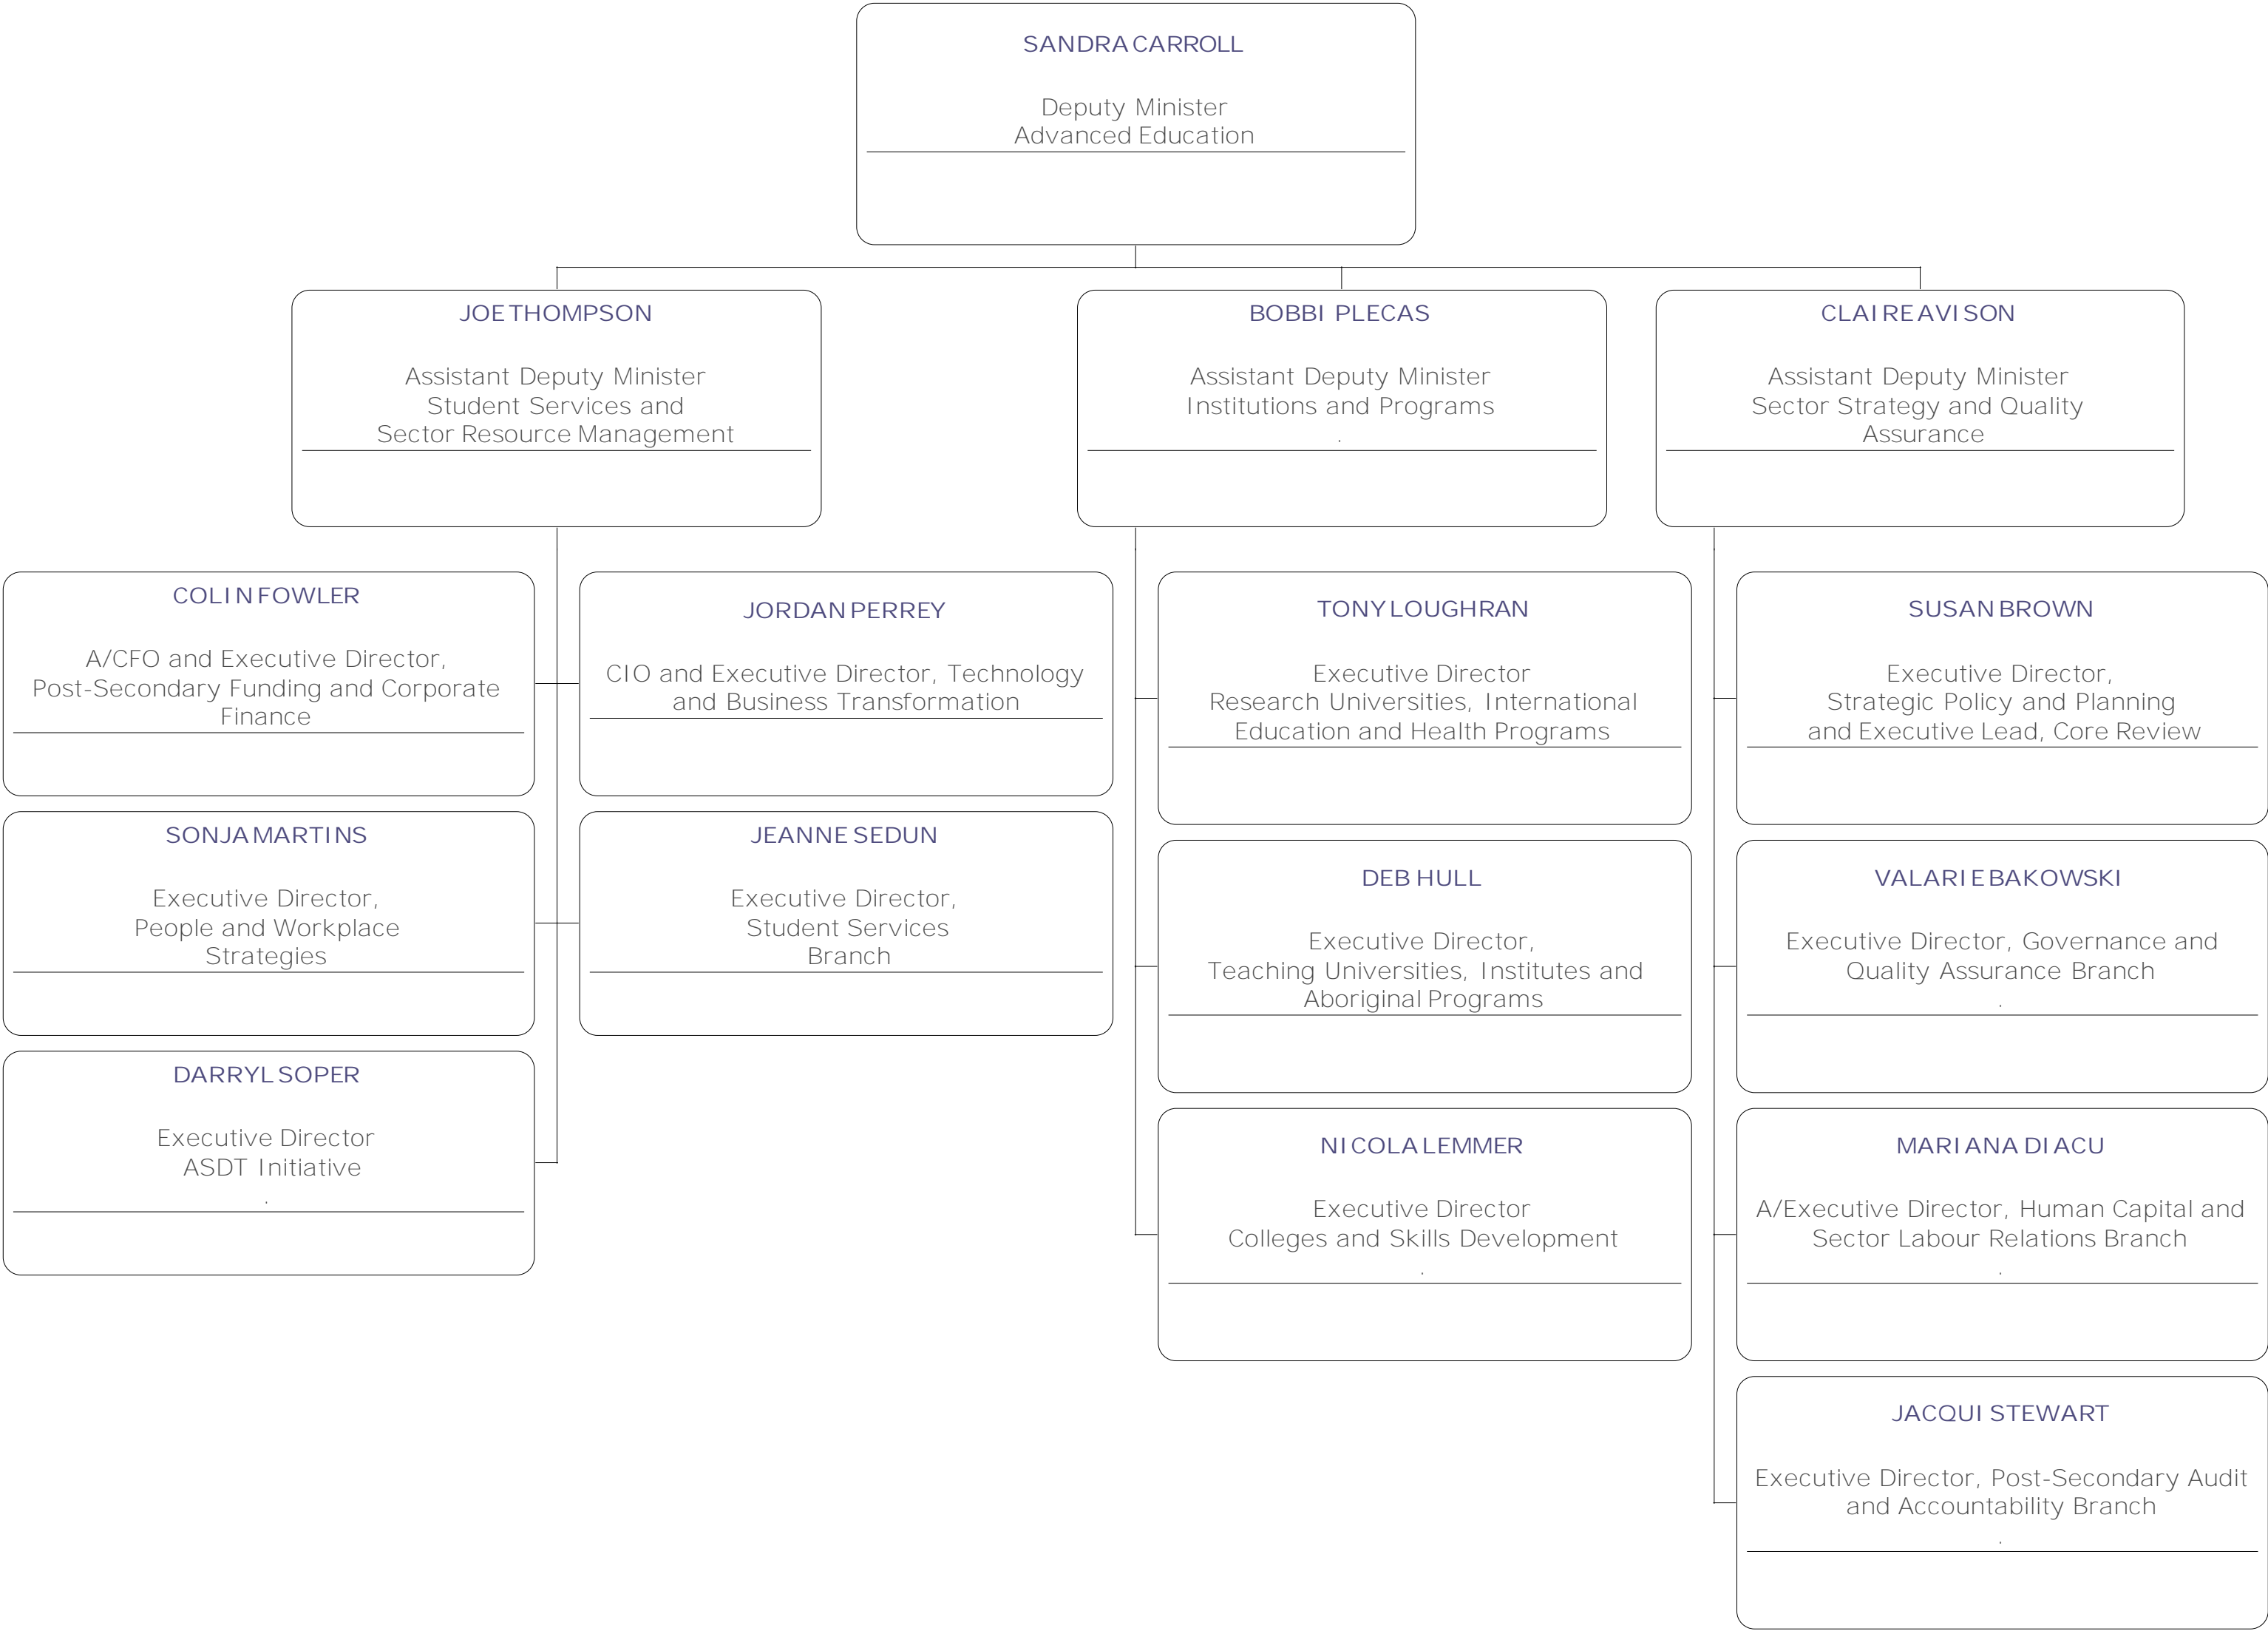 SANDRA CARROLL
Deputy Minister
Advanced Education
JOE THOMPSON
Assistant Deputy Minister
Student Services and
Sector Resource Management
BOBBI PLECAS
Assistant Deputy Minister
Institutions and Programs
.
CLAIRE AVISON
Assistant Deputy Minister
Sector Strategy and Quality
Assurance
COLIN FOWLER
A/CFO and Executive Director,
Post-Secondary Funding and Corporate
Finance
JORDAN PERREY
CIO and Executive Director, Technology
and Business Transformation
SONJA MARTINS
Executive Director,
People and Workplace
Strategies
JEANNE SEDUN
Executive Director,
Student Services
Branch
DARRYL SOPER
Executive Director
ASDT Initiative
.
TONY LOUGHRAN
Executive Director
Research Universities, International
Education and Health Programs
DEB HULL
Executive Director,
Teaching Universities, Institutes and
Aboriginal Programs
NICOLA LEMMER
Executive Director
Colleges and Skills Development
.
SUSAN BROWN
Executive Director,
Strategic Policy and Planning
and Executive Lead, Core Review
VALARIE BAKOWSKI
Executive Director, Governance and
Quality Assurance Branch
.
MARIANA DIACU
A/Executive Director, Human Capital and
Sector Labour Relations Branch
.
JACQUI STEWART
Executive Director, Post-Secondary Audit
and Accountability Branch
.